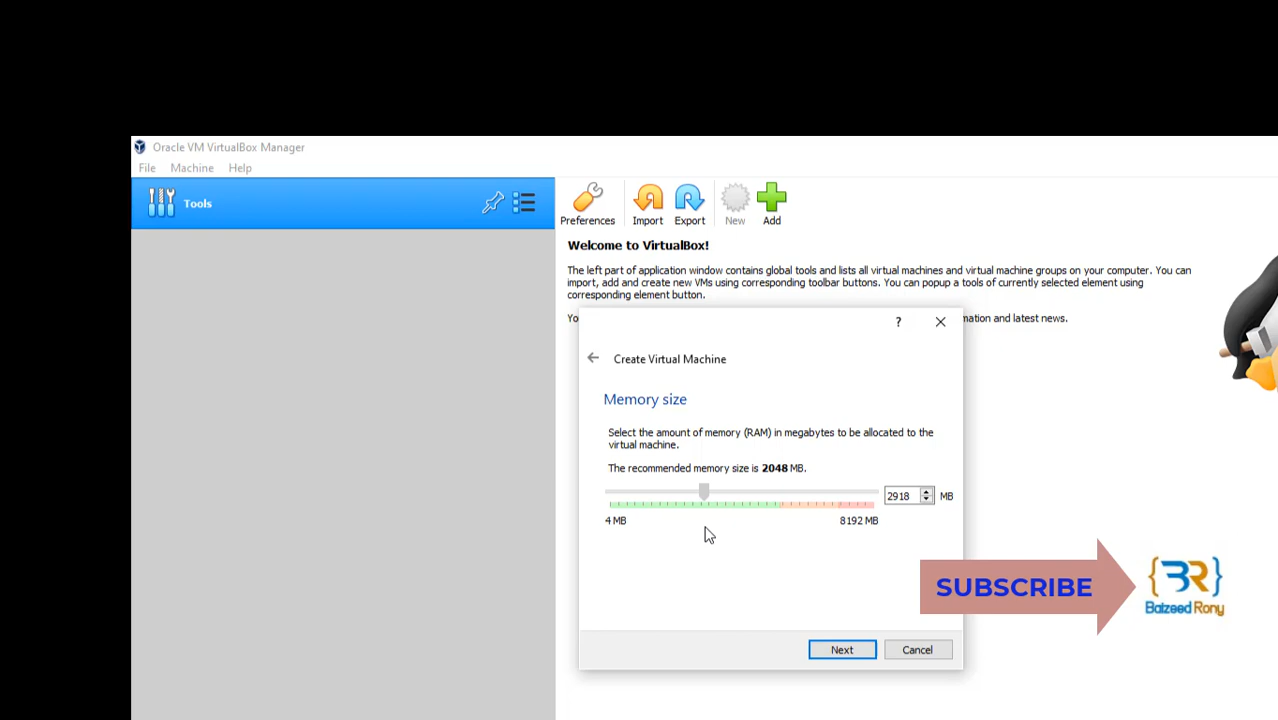 Oracle VM VirtualBox Manager
File Machine Help
Tools
Preferences Import Export New Add
Welcome to VirtualBox!
The left part of application window contains global tools and lists all virtual machines and virtual machine groups on your computer. You can
import, add and create new VMs using corresponding toolbar buttons. You can popup a tools of currently selected element using
corresponding element button.
and latest news.
?
Create Virtual Machine
Memory size
Select the amount of memory (RAM) in megabytes to be allocated to the
virtual machine.
The recommended memory size is 2048 MB.
2918 MB
4 MB 8192 MB
SUBSCRIBE
{BR}
Baizeed Rony
Next Cancel